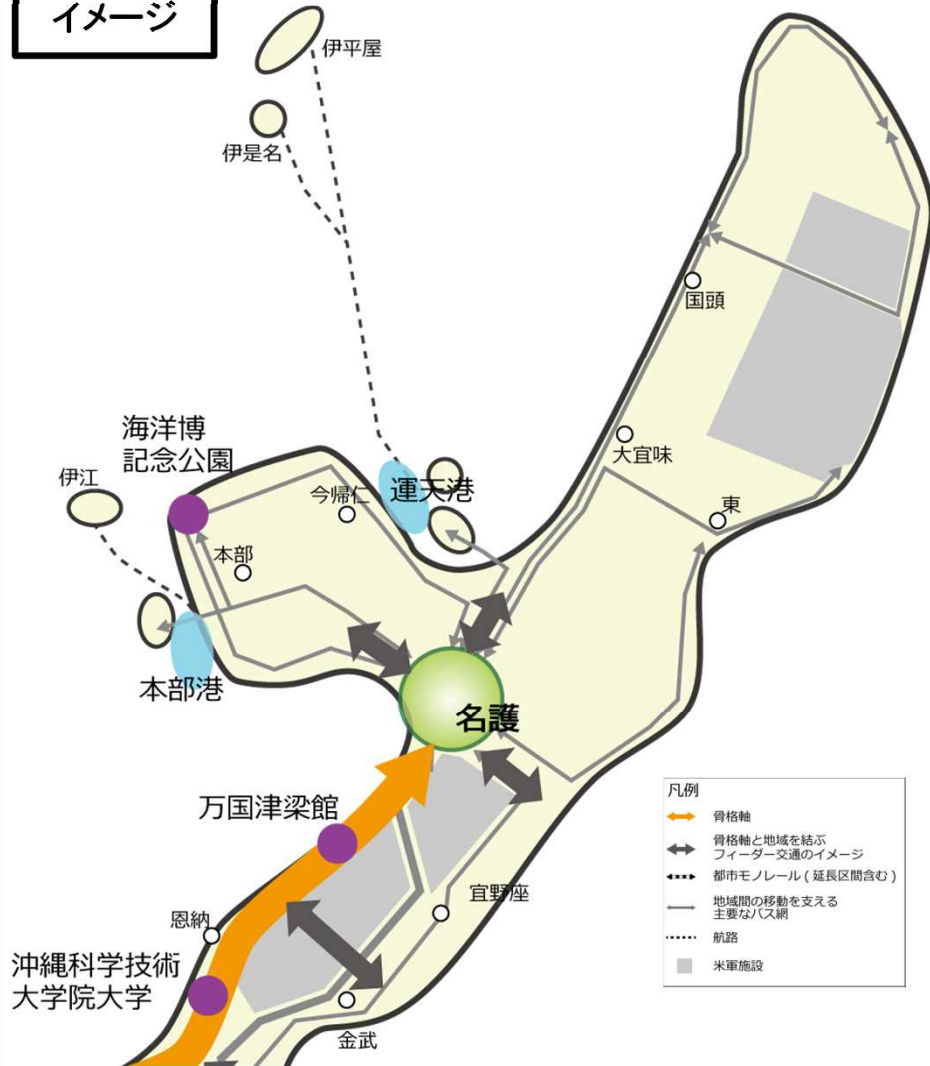 イメージ
伊平屋
伊是名
国頭
海洋博
記念公園
伊江
今帰仁
運天港
大宜味
東
本部
本部港
名護
万国津梁館
宜野座
恩納
沖縄科学技術
大学院大学
金武
凡例
骨格軸
骨格軸と地域を結ぶ
フィーダー交通のイメージ
都市モノレール ( 延長区間含む )
地域間の移動を支える
主要なバス網
航路
米軍施設